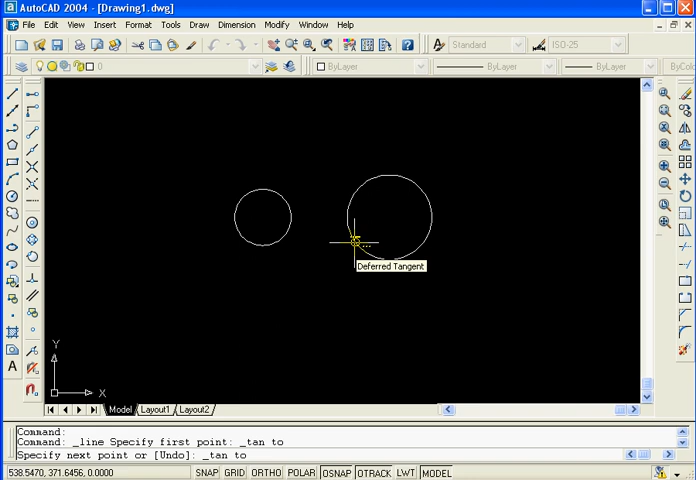 AutoCAD 2004 - [Drawing1.dwg]
File Edit View Insert Format Tools Draw Dimension Modify Window Help
Standard ISO-25
0 ByLayer ByLayer ByLayer ByColo
Deferred Tangent
Y
X
Model Layout1 Layout2
Command:
Command: _line Specify first point: _tan to
Specify next point or [Undo]: _tan to
538.5470, 371.6456, 0.0000 SNAP GRID ORTHO POLAR OSNAP OTRACK LWT MODEL